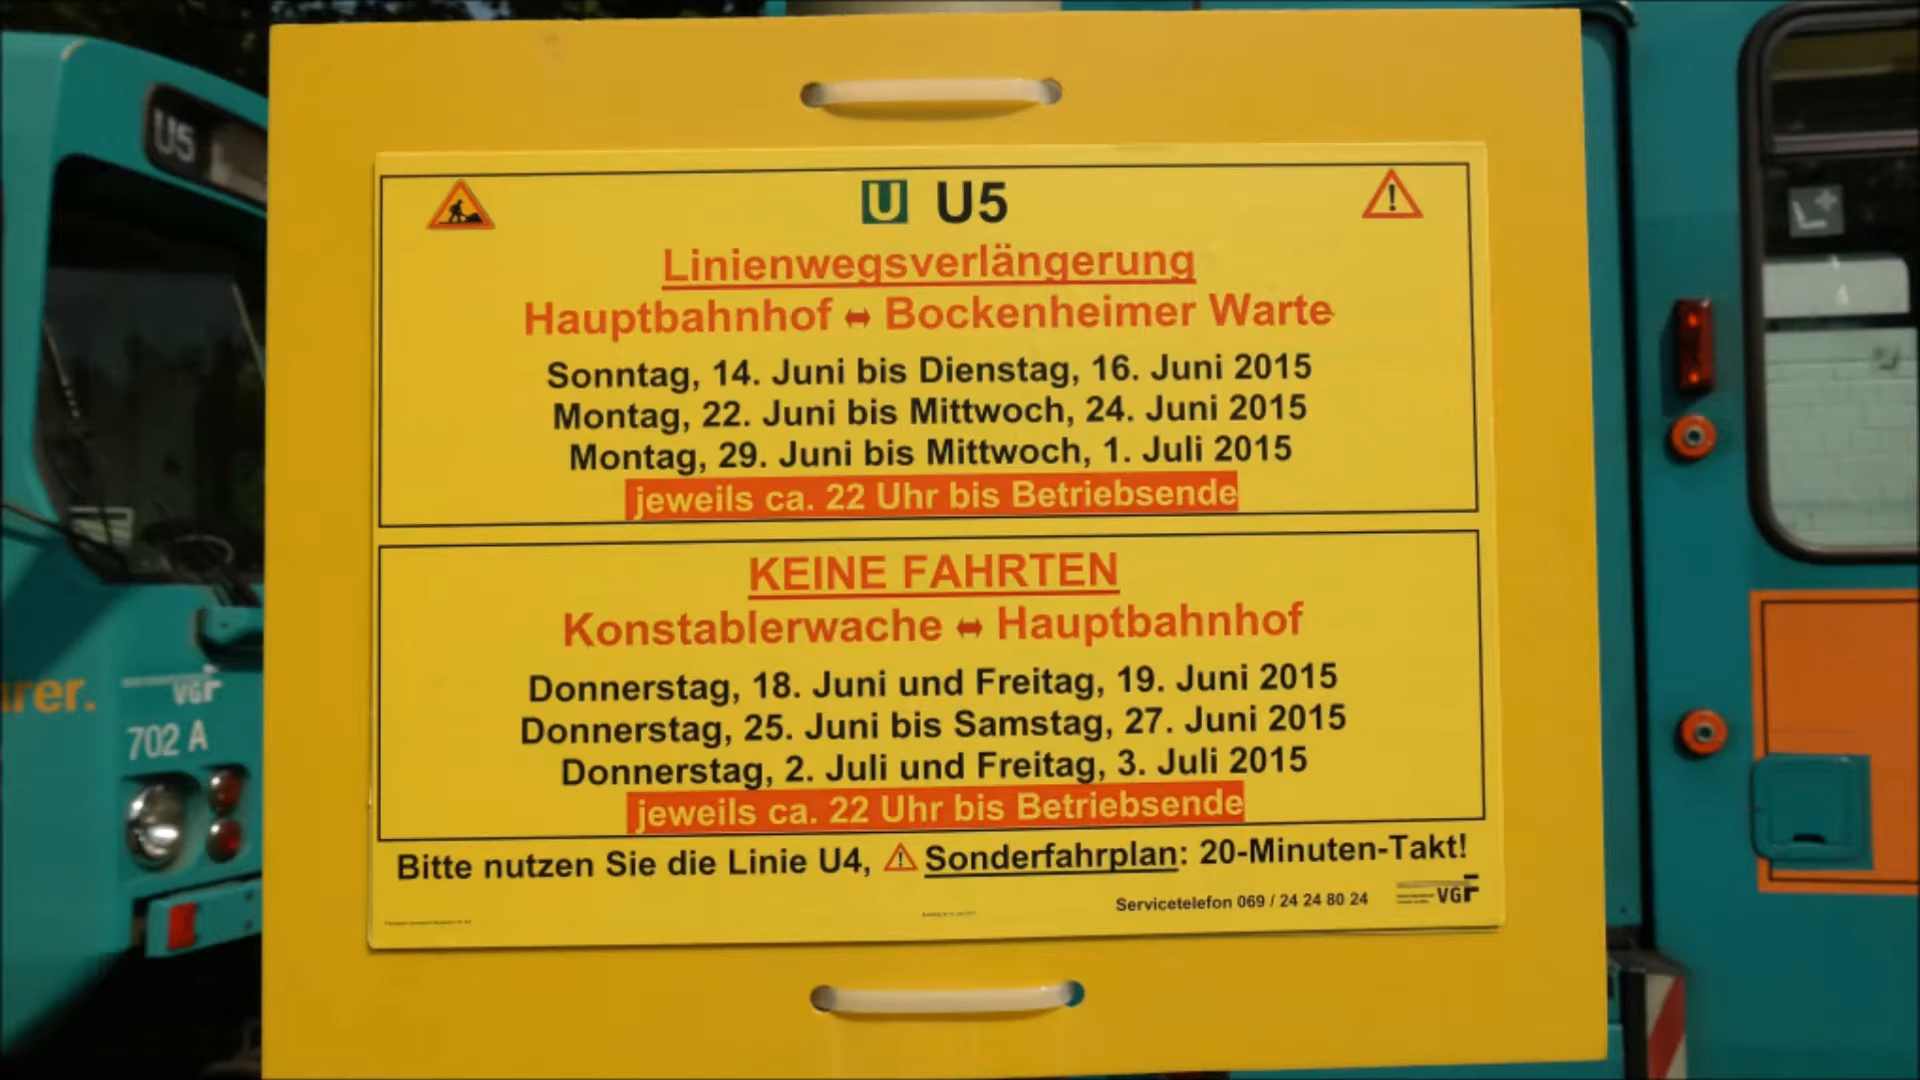 U5
U U5
Linienwegsverlängerung
Hauptbahnhof ⬌ Bockenheimer Warte
Sonntag, 14. Juni bis Dienstag, 16. Juni 2015
Montag, 22. Juni bis Mittwoch, 24. Juni 2015
Montag, 29. Juni bis Mittwoch, 1. Juli 2015
jeweils ca. 22 Uhr bis Betriebsende
KEINE FAHRTEN
Konstablerwache ⬌ Hauptbahnhof
Donnerstag, 18. Juni und Freitag, 19. Juni 2015
Donnerstag, 25. Juni bis Samstag, 27. Juni 2015
Donnerstag, 2. Juli und Freitag, 3. Juli 2015
jeweils ca. 22 Uhr bis Betriebsende
Bitte nutzen Sie die Linie U4, ⚠ Sonderfahrplan: 20-Minuten-Takt!
Servicetelefon 069 / 24 24 80 24
VGF
rer.
VGF
702 A